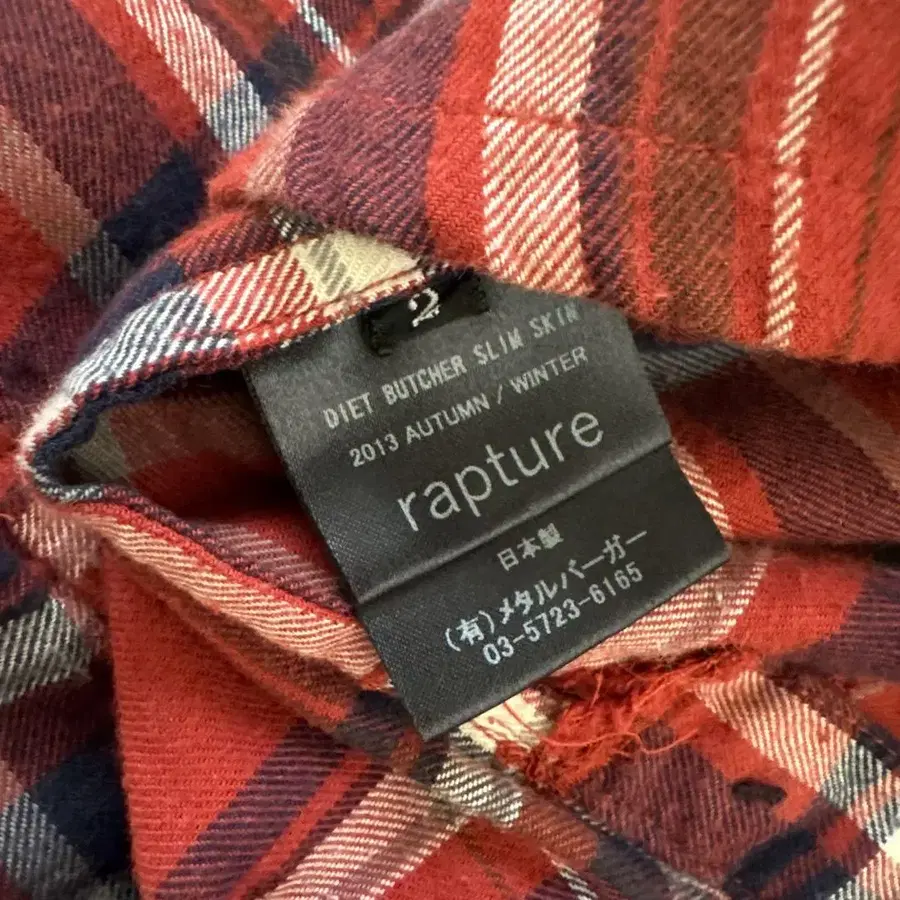 2
DIET BUTCHER SLIM SKIN
2013 AUTUMN / WINTER
rapture
日本製
(有)メタルバーガー
03-5723-6165